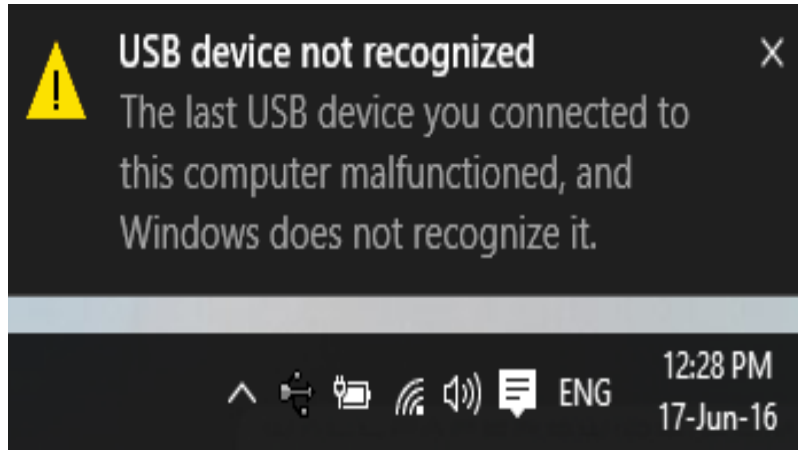 USB device not recognized
The last USB device you connected to
this computer malfunctioned, and
Windows does not recognize it.
ENG
12:28 PM
17-Jun-16